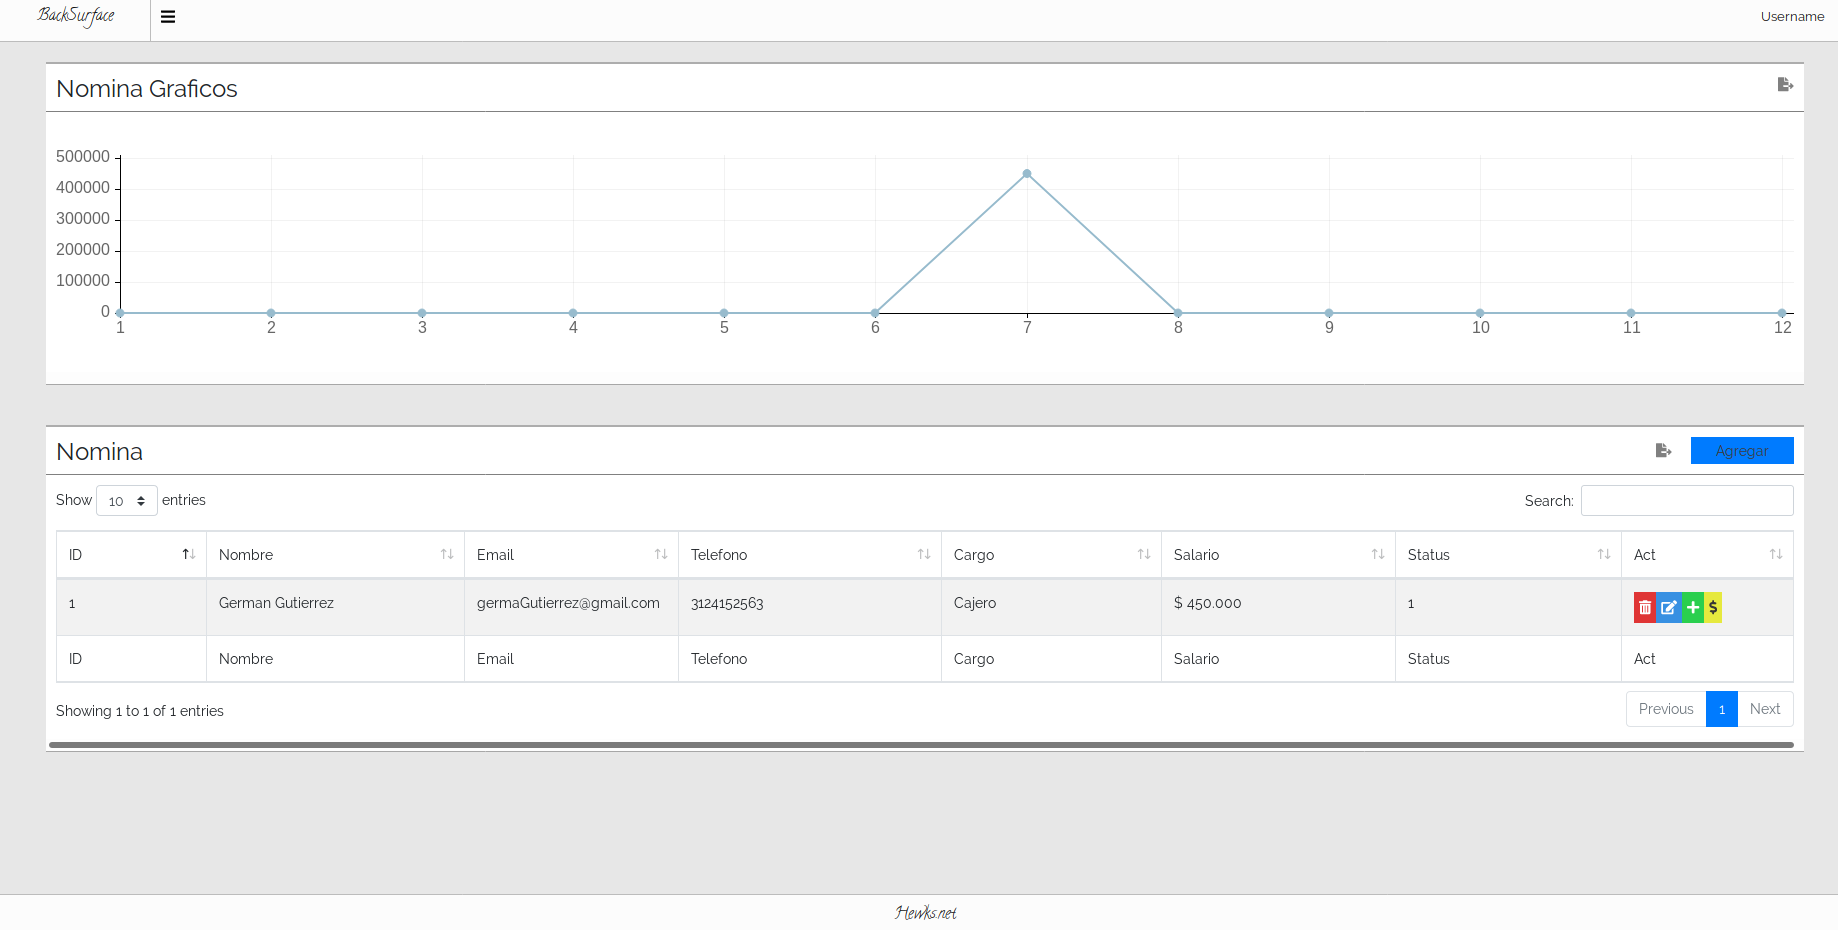 BackSurface
Username
Nomina Graficos
500000
400000
300000
200000
100000
0
1 2 3 4 5 6 7 8 9 10 11 12
Nomina
Agregar
Show 10 entries
Search:
ID Nombre Email Telefono Cargo Salario Status Act
1 German Gutierrez germaGutierrez@gmail.com 3124152563 Cajero $ 450.000 1 $
ID Nombre Email Telefono Cargo Salario Status Act
Showing 1 to 1 of 1 entries
Previous 1 Next
Hewks.net